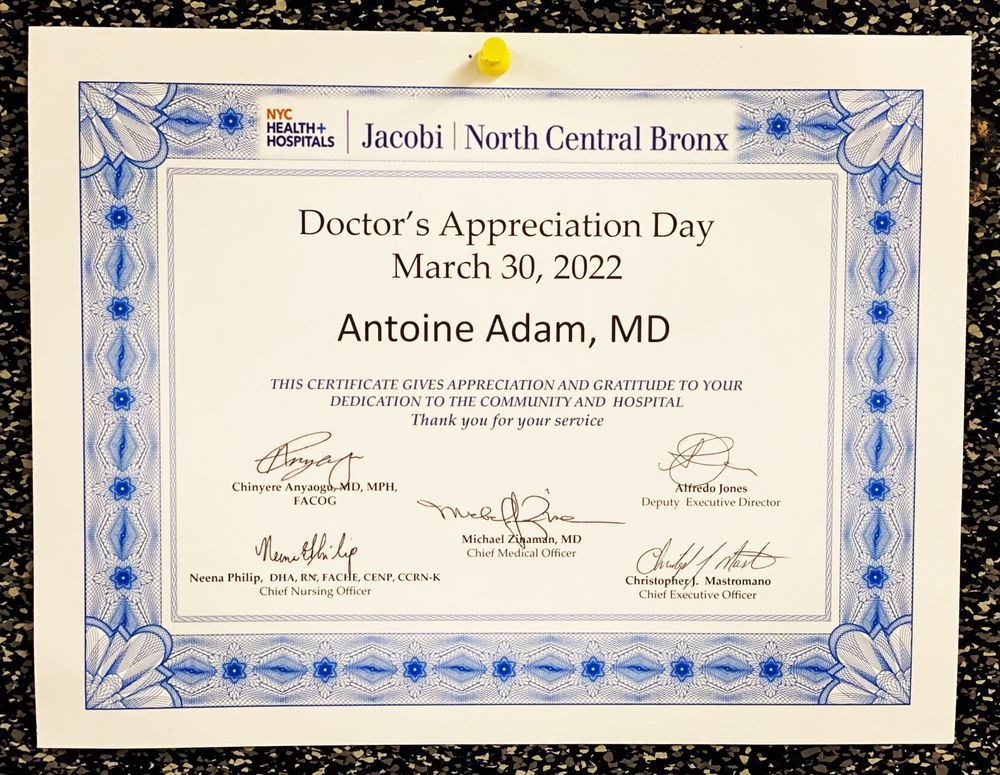 NYC
HEALTH+
HOSPITALS
Jacobi | North Central Bronx
Doctor's Appreciation Day
March 30, 2022
Antoine Adam, MD
THIS CERTIFICATE GIVES APPRECIATION AND GRATITUDE TO YOUR
DEDICATION TO THE COMMUNITY AND HOSPITAL
Thank you for your service
Chinyere Anyaogu, MD, MPH,
FACOG
Alfredo Jones
Deputy Executive Director
Michael Zinaman, MD
Chief Medical Officer
Neena Philip
Neena Philip, DHA, RN, FACHE, CENP, CCRN-K
Chief Nursing Officer
Christopher J. Mastromano
Chief Executive Officer